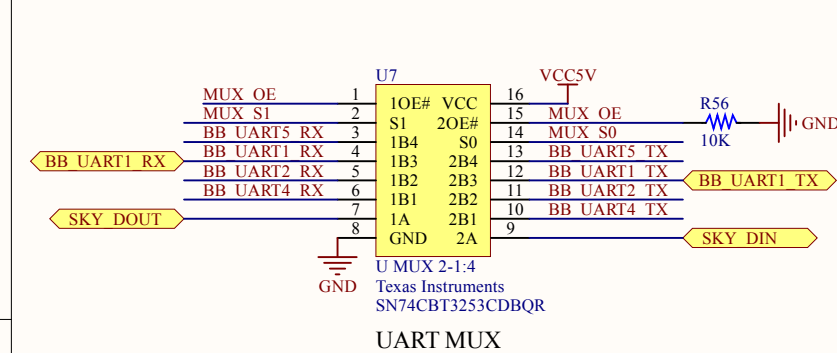 U7
VCC5V
MUX_OE 1 1OE# VCC 16
MUX_S1 2 S1 2OE# 15 MUX_OE R56
BB_UART5_RX 3 1B4 S0 14 MUX_S0 10K GND
BB_UART1_RX BB_UART1_RX 4 1B3 2B4 13 BB_UART5_TX
BB_UART2_RX 5 1B2 2B3 12 BB_UART1_TX BB_UART1_TX
BB_UART4_RX 6 1B1 2B2 11 BB_UART2_TX
SKY_DOUT 7 1A 2B1 10 BB_UART4_TX
8 GND 2A 9 SKY_DIN
GND
U MUX 2-1:4
Texas Instruments
SN74CBT3253CDBQR
UART MUX